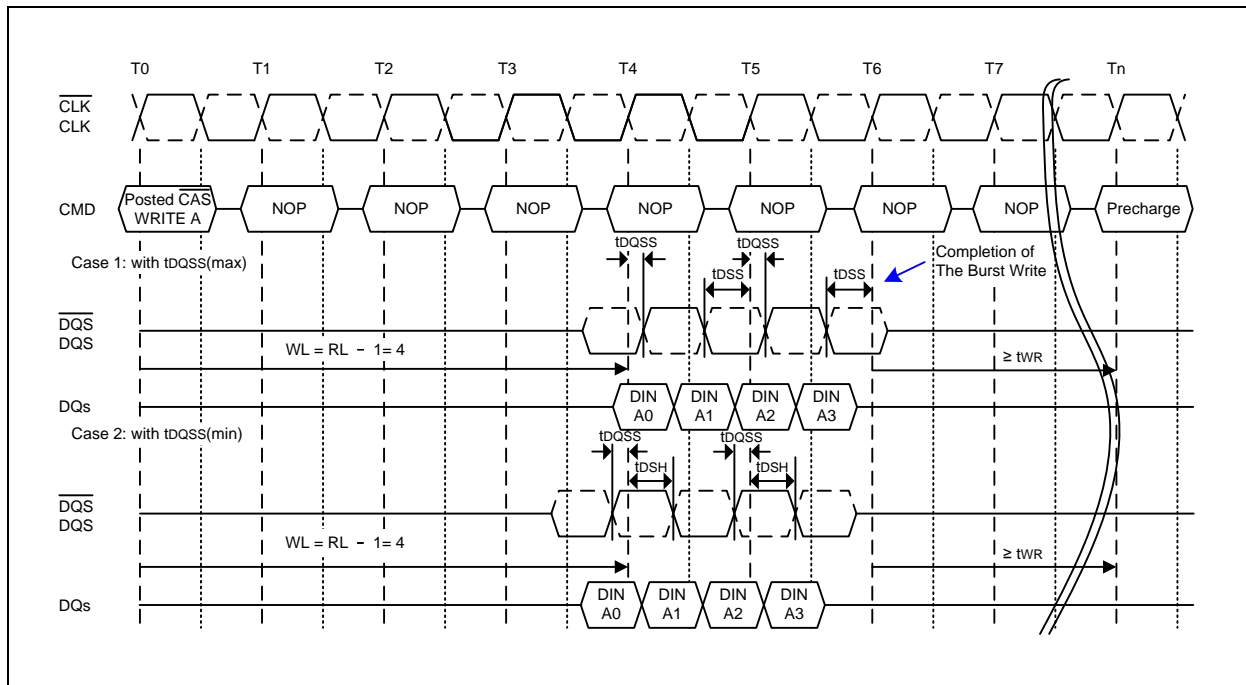 T0 T1 T2 T3 T4 T5 T6 T7 Tn
CLK
CLK
CMD
Posted CAS
WRITE A
NOP NOP NOP NOP NOP NOP NOP Precharge
tDQSS tDQSS
Case 1: with tDQSS(max)
Completion of
The Burst Write
tDSS tDSS
DQS
DQS
WL = RL - 1= 4
≥ tWR
DQs
DIN
A0
DIN
A1
DIN
A2
DIN
A3
Case 2: with tDQSS(min)
tDQSS tDQSS
tDSH tDSH
DQS
DQS
WL = RL - 1= 4
≥ tWR
DQs
DIN
A0
DIN
A1
DIN
A2
DIN
A3